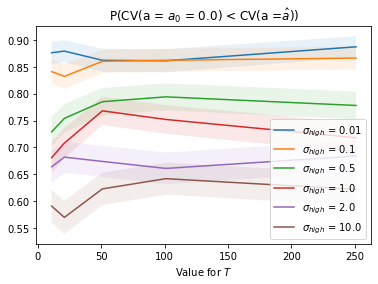 P(CV(a = a₀ = 0.0) < CV(a =â))
0.90
0.85
0.80
0.75
0.70
0.65
0.60
0.55
σhigh = 0.01
σhigh = 0.1
σhigh = 0.5
σhigh = 1.0
σhigh = 2.0
σhigh = 10.0
0 50 100 150 200 250
Value for T